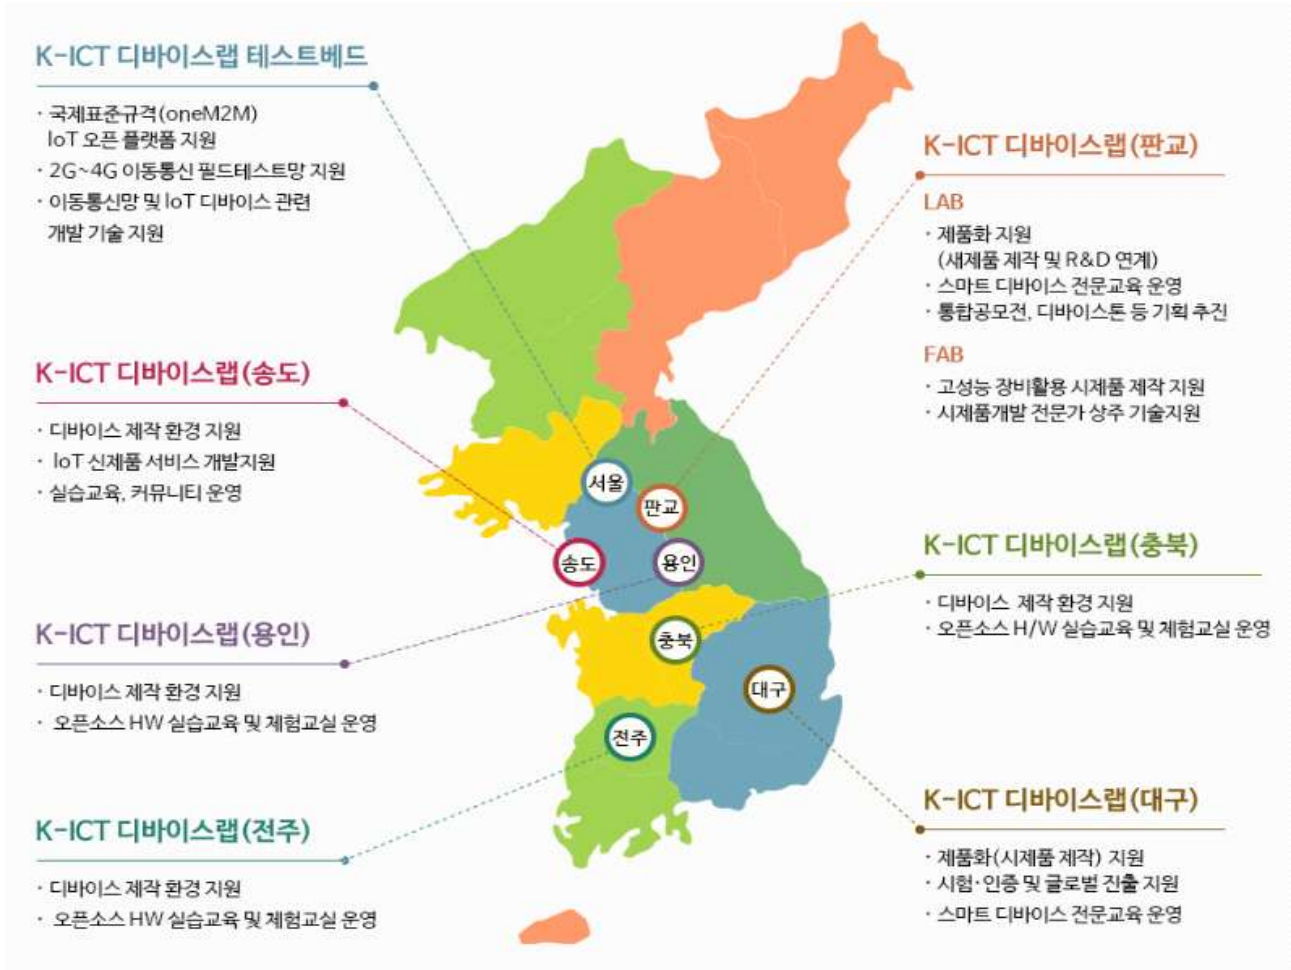 K-ICT 디바이스랩 테스트베드
· 국제표준규격(oneM2M)
IoT 오픈 플랫폼 지원
· 2G~4G 이동통신 필드테스트망 지원
· 이동통신망 및 IoT 디바이스 관련
개발 기술 지원
K-ICT 디바이스랩(송도)
· 디바이스 제작 환경 지원
· IoT 신제품 서비스 개발지원
· 실습교육, 커뮤니티 운영
K-ICT 디바이스랩(용인)
· 디바이스 제작 환경 지원
· 오픈소스 HW 실습교육 및 체험교실 운영
K-ICT 디바이스랩(전주)
· 디바이스 제작 환경 지원
· 오픈소스 HW 실습교육 및 체험교실 운영
서울
판교
송도
용인
충북
대구
전주
K-ICT 디바이스랩(판교)
LAB
· 제품화 지원
(새제품 제작 및 R&D 연계)
· 스마트 디바이스 전문교육 운영
· 통합공모전, 디바이스톤 등 기획 추진
FAB
· 고성능 장비활용 시제품 제작 지원
· 시제품개발 전문가 상주 기술지원
K-ICT 디바이스랩(충북)
· 디바이스 제작 환경 지원
· 오픈소스 H/W 실습교육 및 체험교실 운영
K-ICT 디바이스랩(대구)
· 제품화(시제품 제작) 지원
· 시험·인증 및 글로벌 진출 지원
· 스마트 디바이스 전문교육 운영